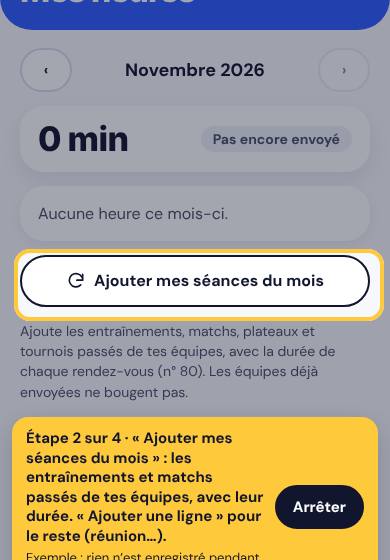 Mes heures
‹
Novembre 2026
›
0 min
Pas encore envoyé
Aucune heure ce mois-ci.
Ajouter mes séances du mois
Ajoute les entraînements, matchs, plateaux et
tournois passés de tes équipes, avec la durée de
chaque rendez-vous (n° 80). Les équipes déjà
envoyées ne bougent pas.
Étape 2 sur 4 · « Ajouter mes
séances du mois » : les
entraînements et matchs
passés de tes équipes, avec leur
durée. « Ajouter une ligne » pour
le reste (réunion…).
Arrêter
Exemple : rien n’est enregistré pendant